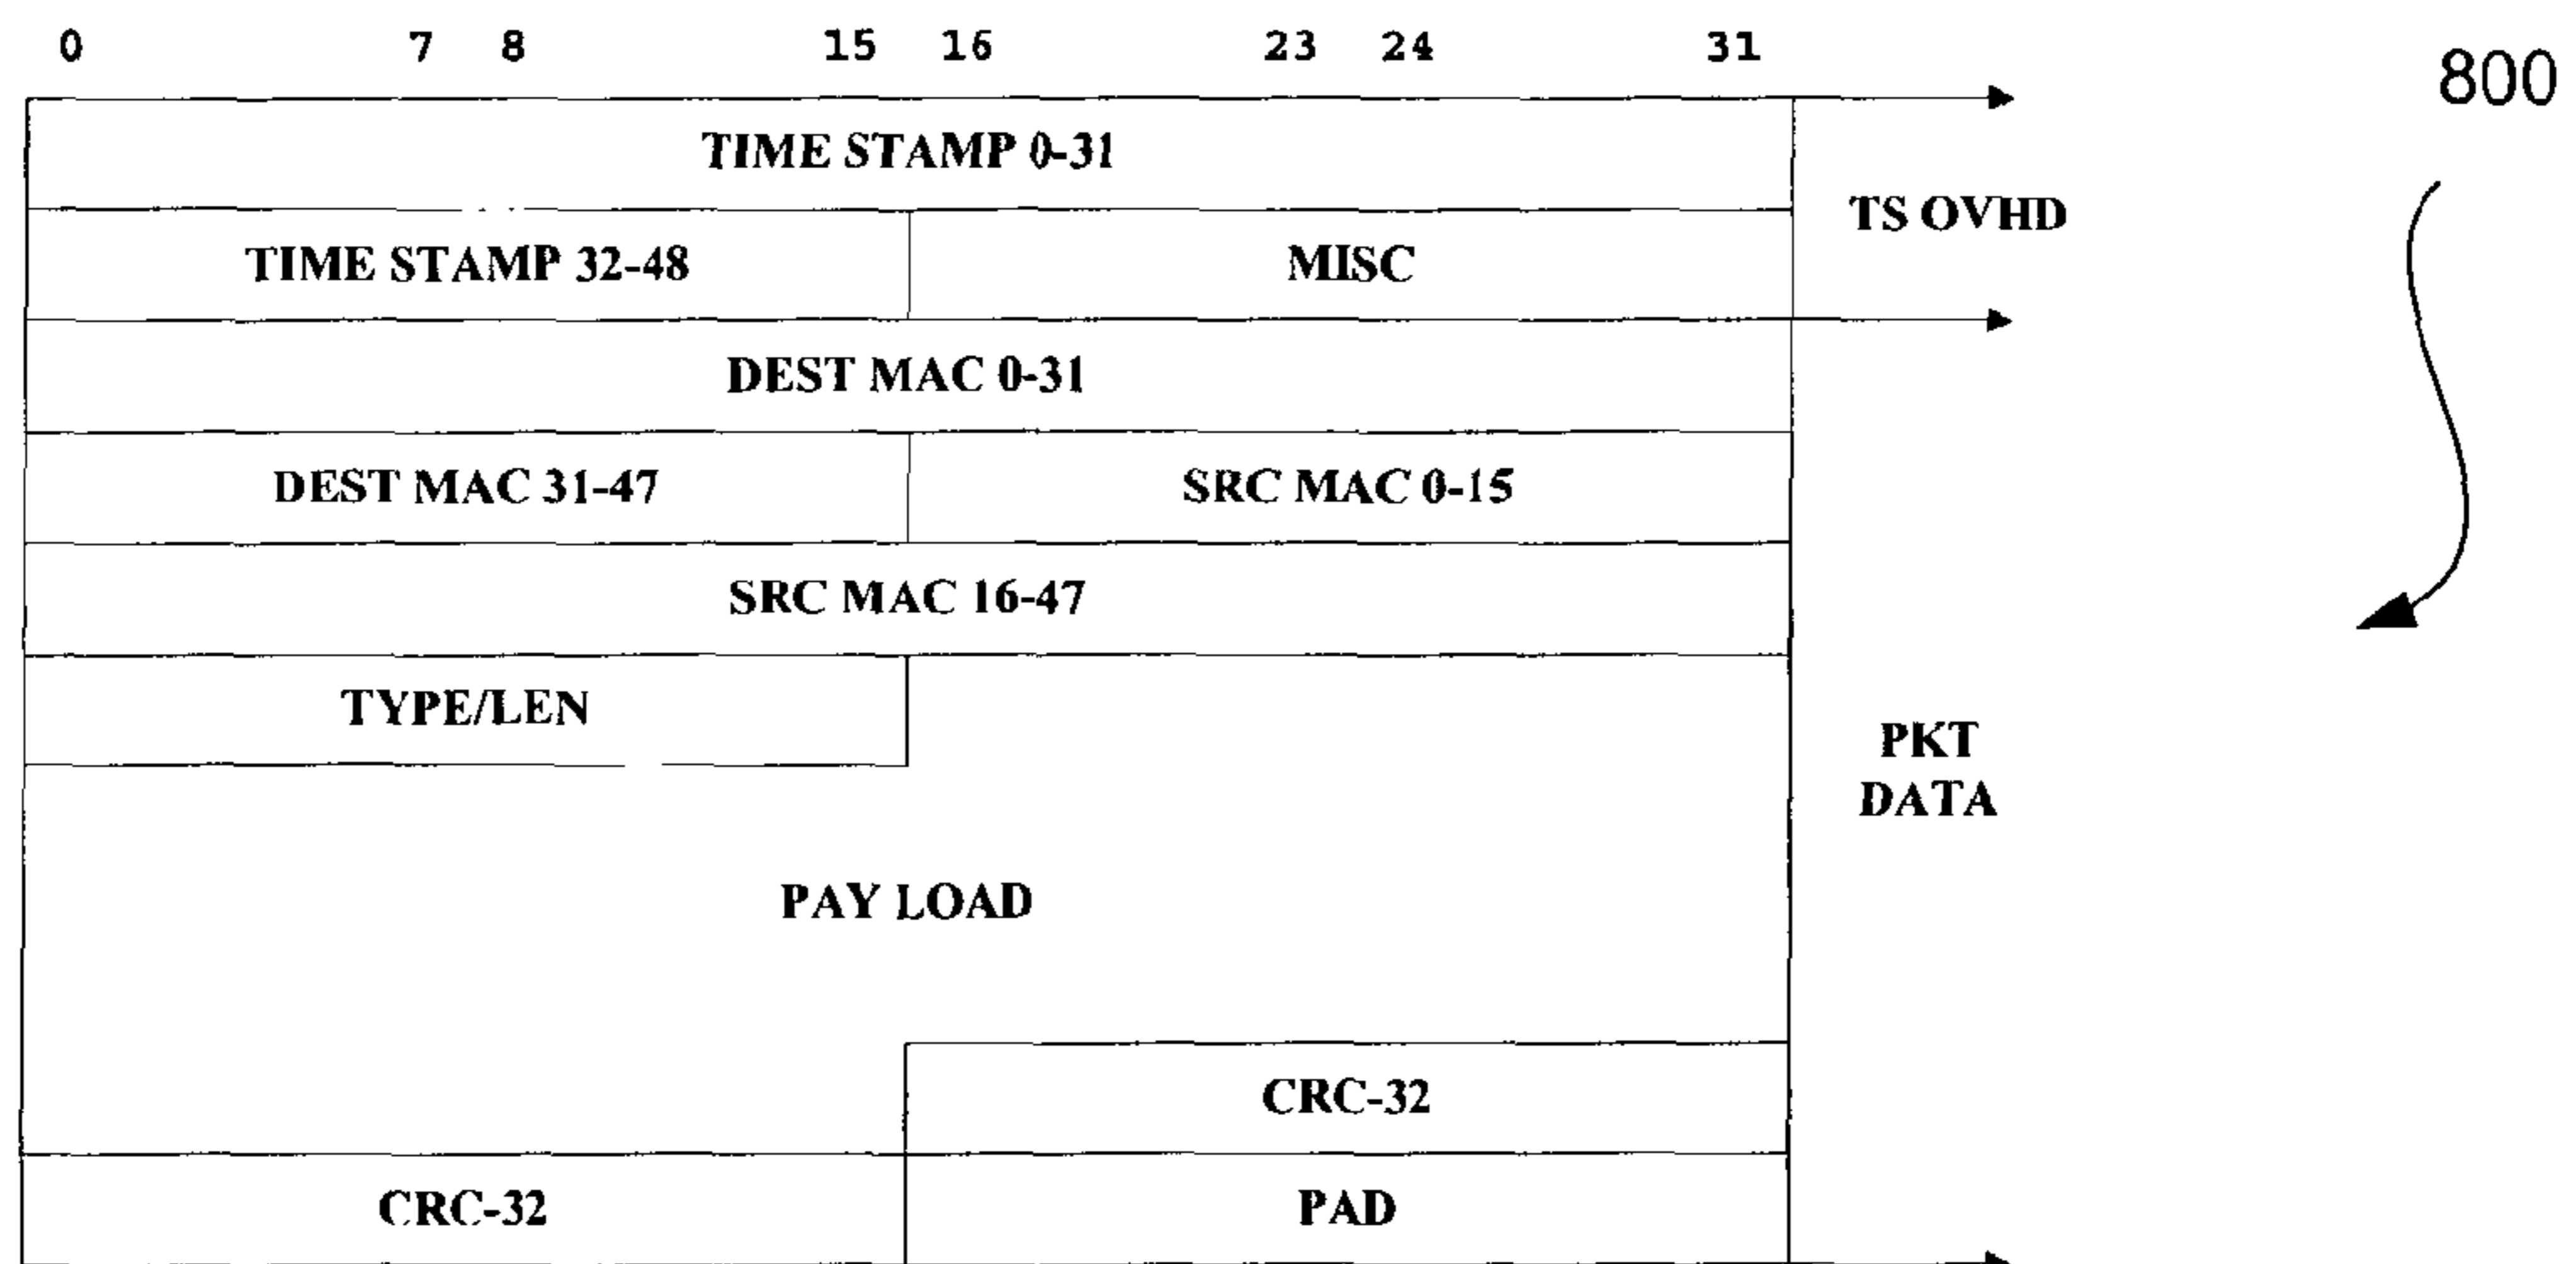 0 7 8 15 16 23 24 31
800
TIME STAMP 0-31
TS OVHD
TIME STAMP 32-48 MISC
DEST MAC 0-31
DEST MAC 31-47 SRC MAC 0-15
SRC MAC 16-47
TYPE/LEN
PKT
DATA
PAY LOAD
CRC-32
CRC-32 PAD